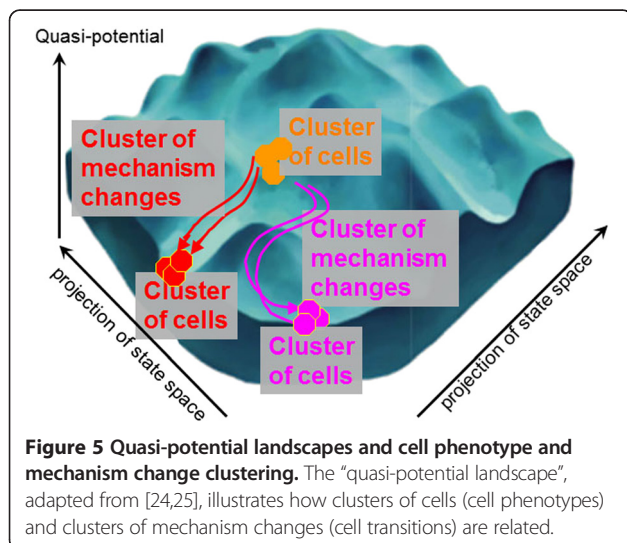 Quasi-potential
Cluster of
mechanism
changes
Cluster
of cells
Cluster of
mechanism
changes
Cluster
of cells
Cluster
of cells
projection of state space
projection of state space
Figure 5 Quasi-potential landscapes and cell phenotype and
mechanism change clustering. The “quasi-potential landscape”,
adapted from [24,25], illustrates how clusters of cells (cell phenotypes)
and clusters of mechanism changes (cell transitions) are related.